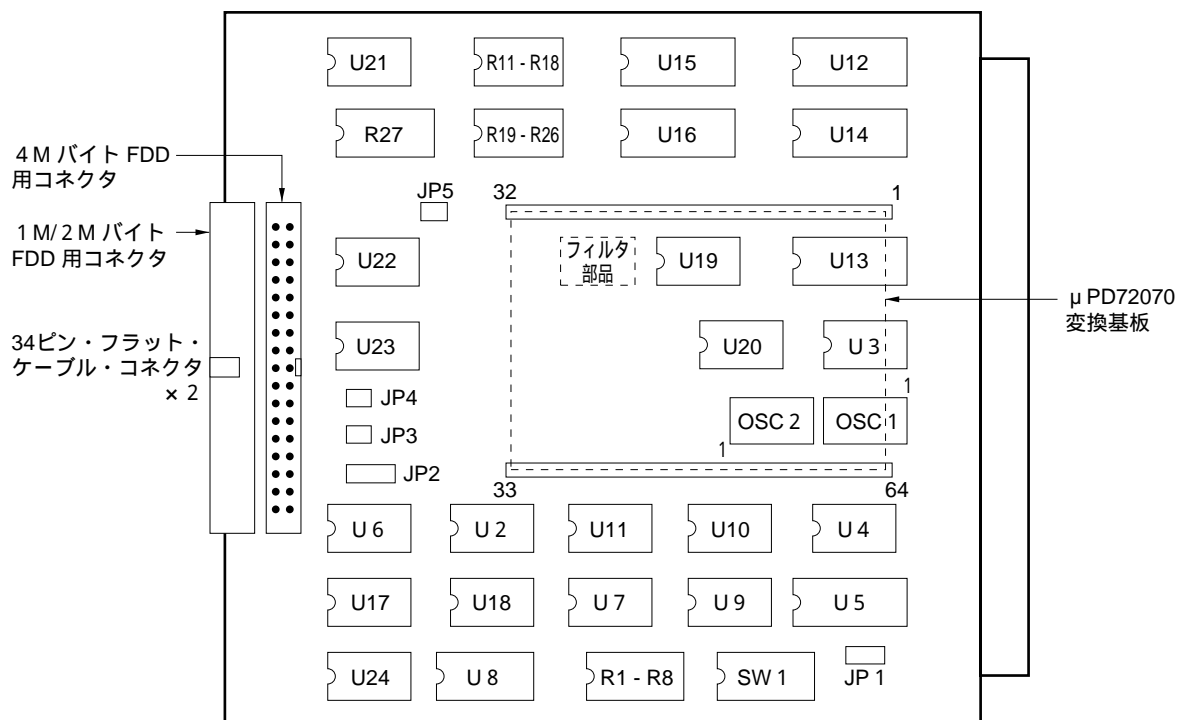 U21
R11 - R18
U15
U12
R27
R19 - R26
U16
U14
4 M バイト FDD
用コネクタ
JP5
32
1
1 M/ 2 M バイト
FDD 用コネクタ
U22
フィルタ
部品
U19
U13
μ PD72070
変換基板
34ピン・フラット・
ケーブル・コネクタ
× 2
U23
U20
U 3
JP4
1
OSC 2
OSC 1
JP3
1
JP2
33
64
U 6
U 2
U11
U10
U 4
U17
U18
U 7
U 9
U 5
U24
U 8
R1 - R8
SW 1
JP 1